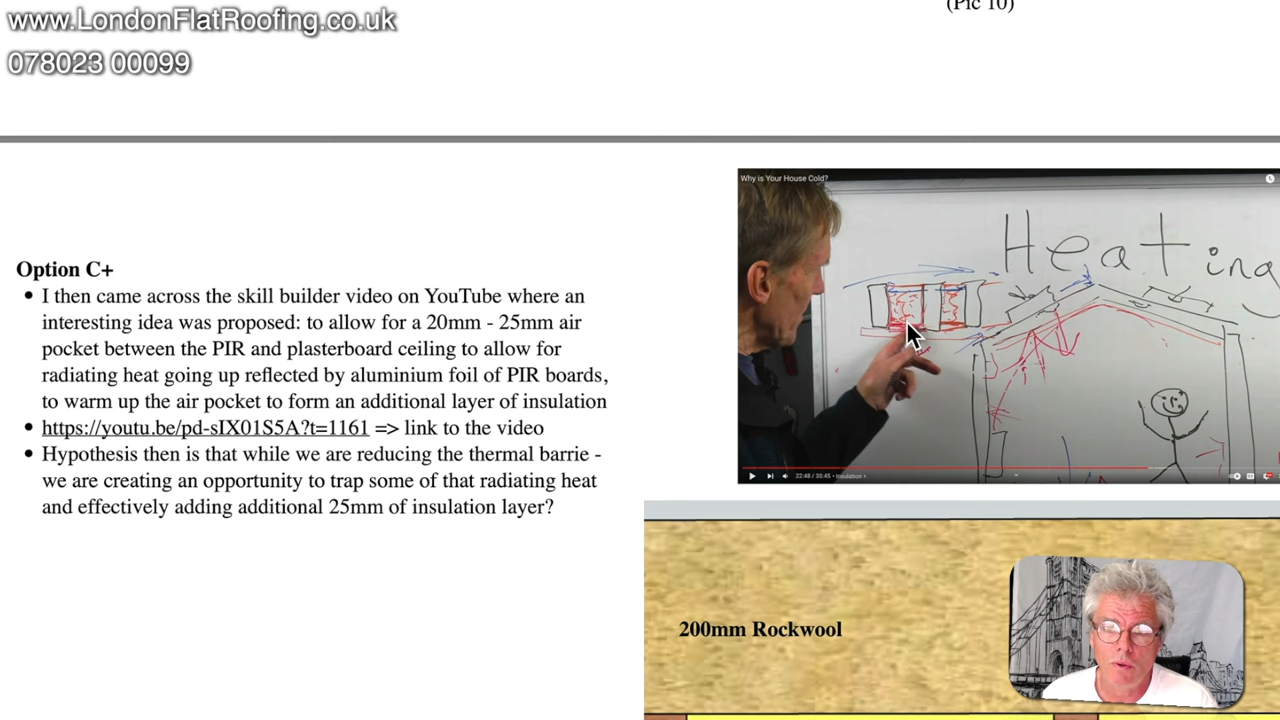 www.LondonFlatRoofing.co.uk
078023 00099
(Pic 10)
Option C+
• I then came across the skill builder video on YouTube where an
interesting idea was proposed: to allow for a 20mm - 25mm air
pocket between the PIR and plasterboard ceiling to allow for
radiating heat going up reflected by aluminium foil of PIR boards,
to warm up the air pocket to form an additional layer of insulation
• https://youtu.be/pd-sIX01S5A?t=1161 => link to the video
• Hypothesis then is that while we are reducing the thermal barrie -
we are creating an opportunity to trap some of that radiating heat
and effectively adding additional 25mm of insulation layer?
Why is Your House Cold?
Heating
22:48 / 30:45 • Insulation >
200mm Rockwool